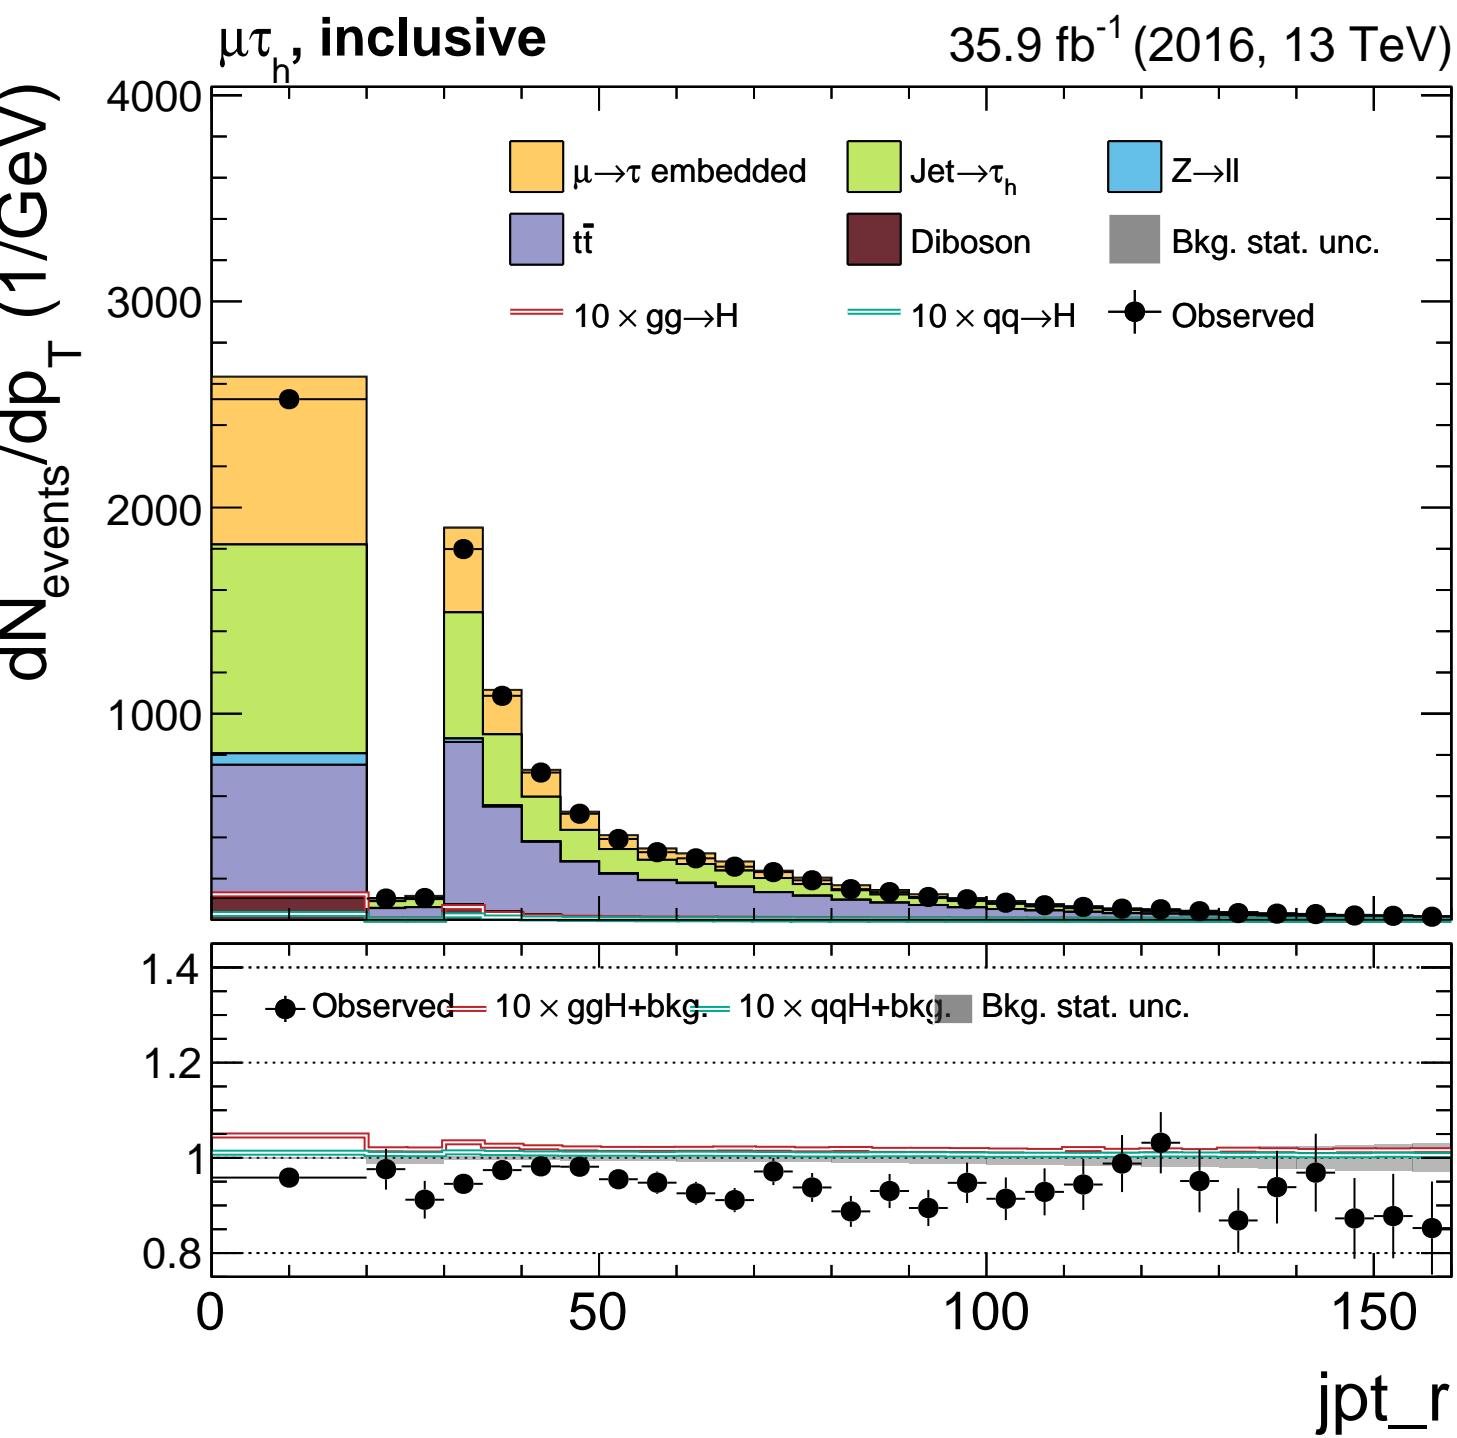 μτh, inclusive
35.9 fb-1 (2016, 13 TeV)
dNevents/dpT (1/GeV)
4000
3000
2000
1000
μ→τ embedded
Jet→τh
Z→ll
tt̄
Diboson
Bkg. stat. unc.
10 × gg→H
10 × qq→H
Observed
1.4
1.2
1
0.8
Observed
10 × ggH+bkg.
10 × qqH+bkg.
Bkg. stat. unc.
0
50
100
150
jpt_r